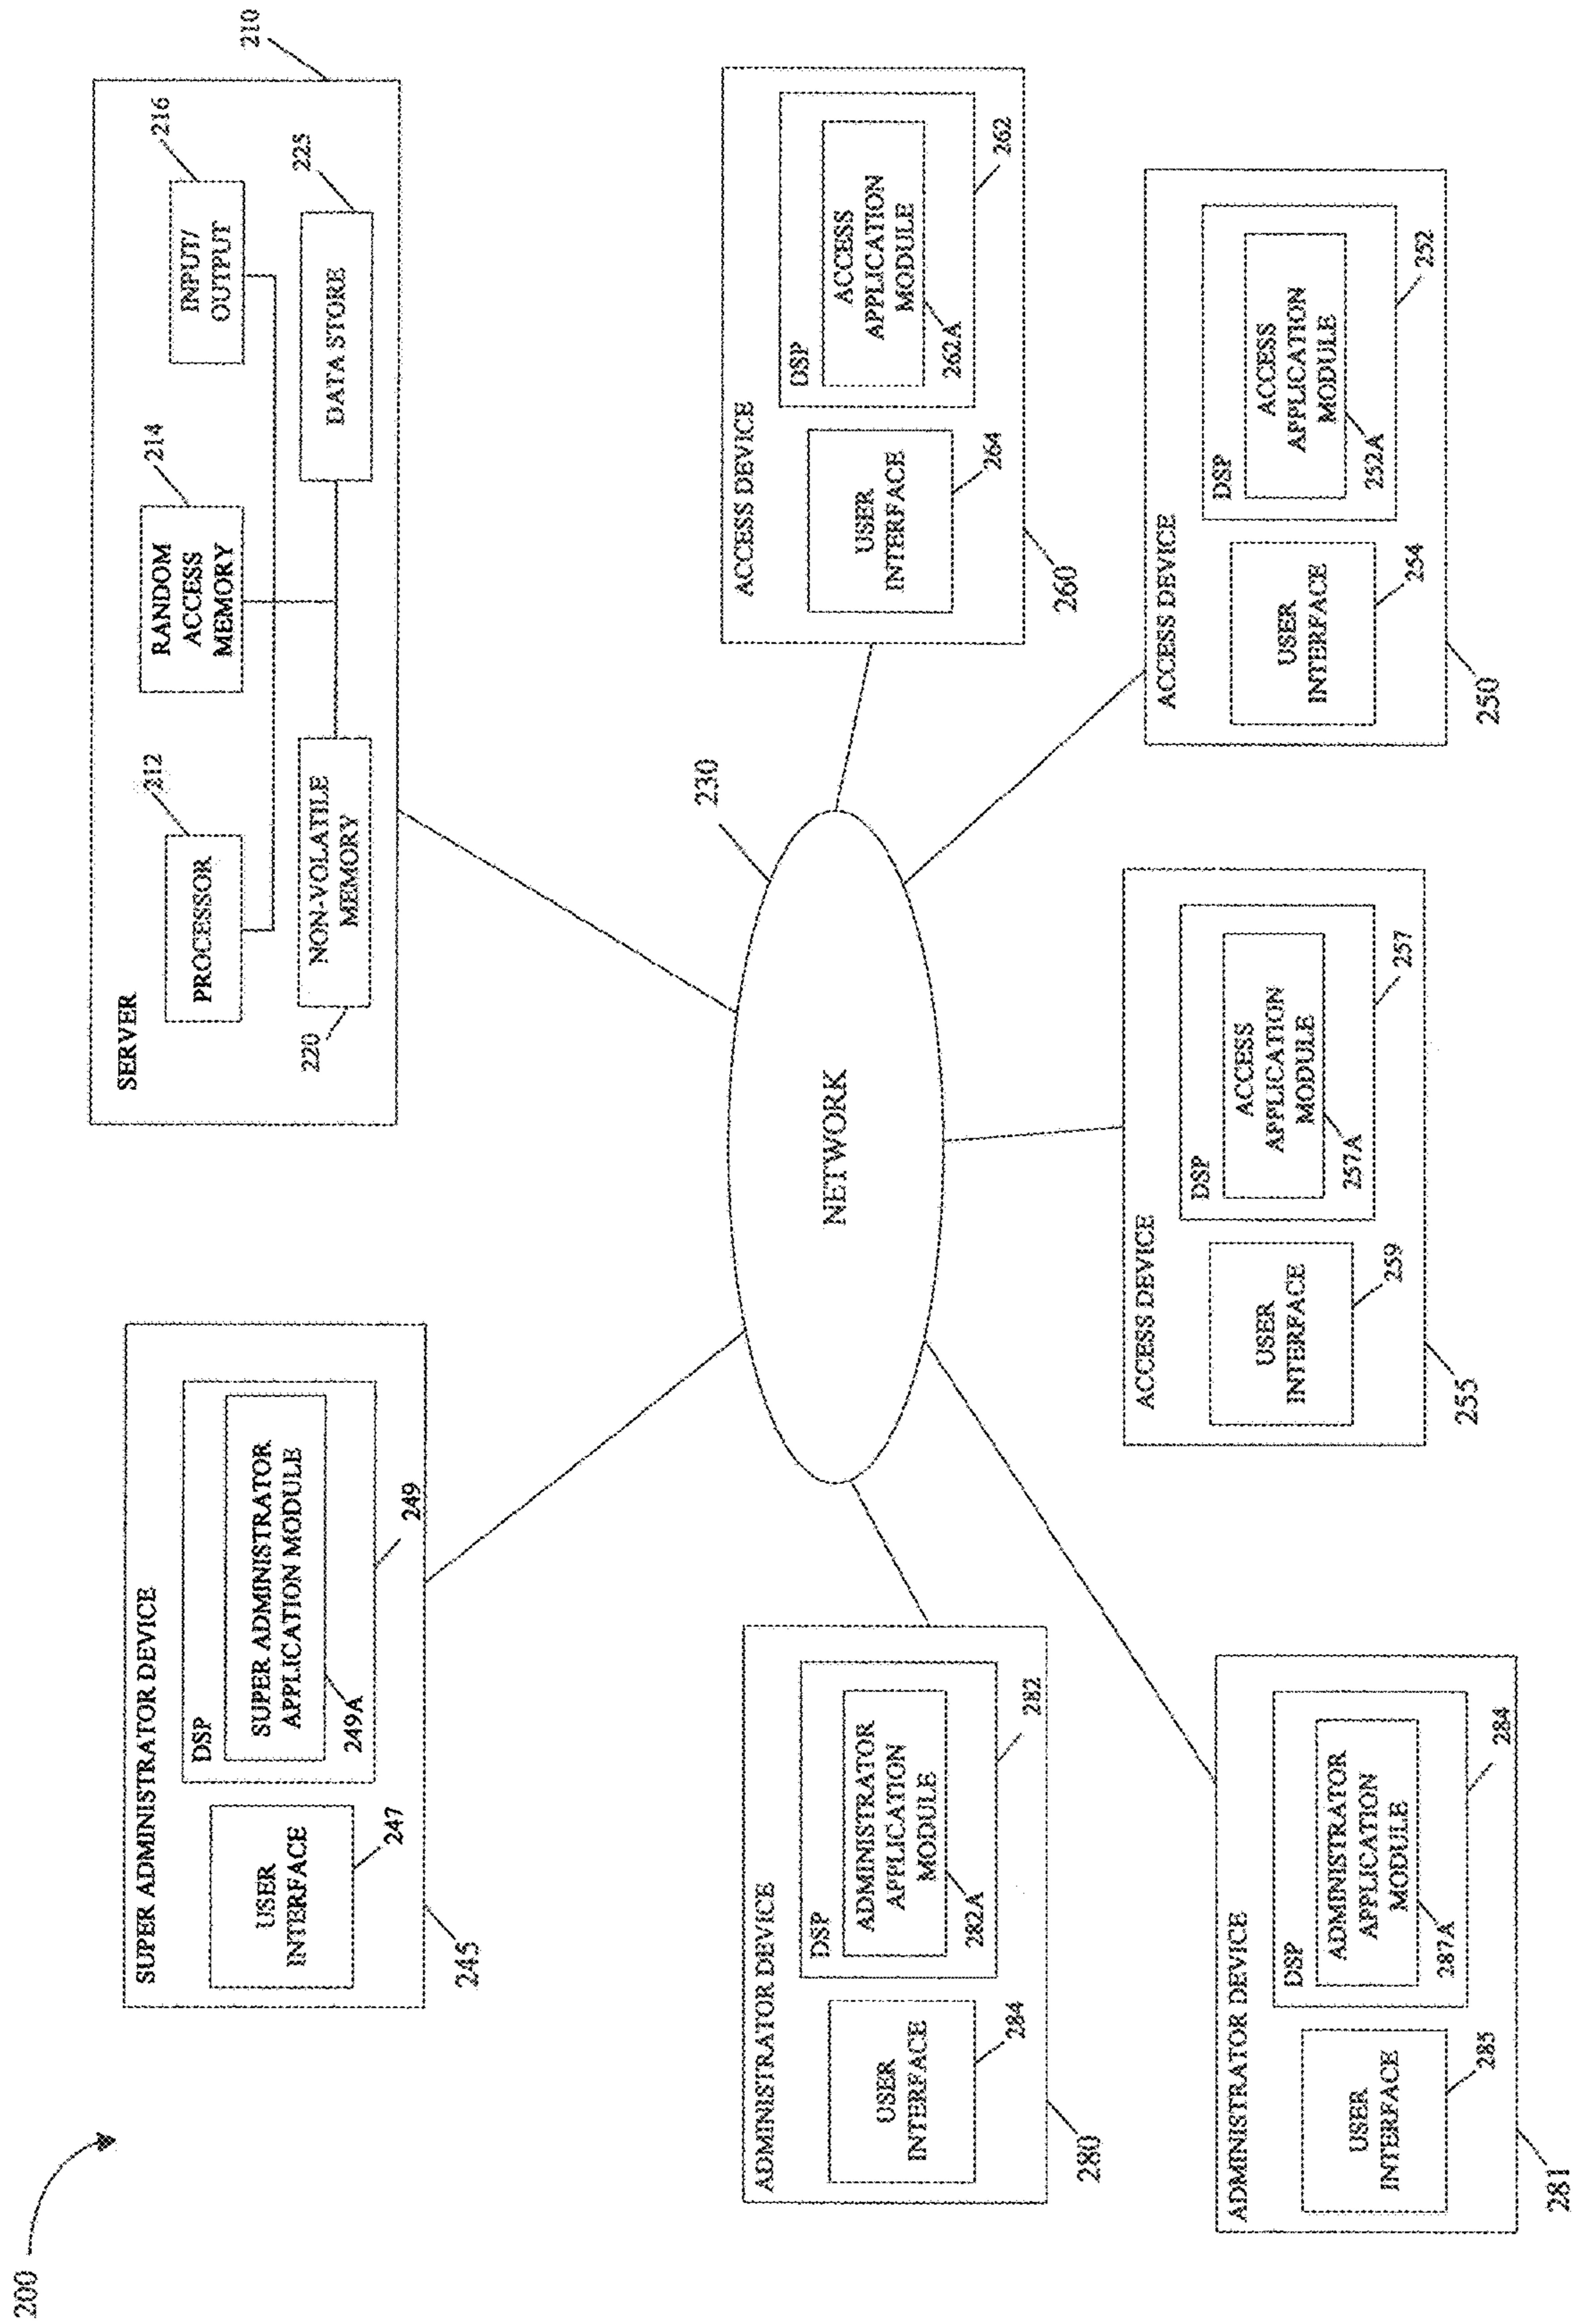 200
SUPER ADMINISTRATOR DEVICE
USER
INTERFACE
247
DSP
SUPER ADMINISTRATOR
APPLICATION MODULE
249A
249
245
SERVER
PROCESSOR
212
RANDOM
ACCESS
MEMORY
214
INPUT/
OUTPUT
216
210
NON-VOLATILE
MEMORY
220
DATA STORE
225
NETWORK
230
ADMINISTRATOR DEVICE
USER
INTERFACE
284
DSP
ADMINISTRATOR
APPLICATION
MODULE
282A
282
280
ACCESS DEVICE
USER
INTERFACE
264
DSP
ACCESS
APPLICATION
MODULE
262A
262
260
ADMINISTRATOR DEVICE
USER
INTERFACE
285
DSP
ADMINISTRATOR
APPLICATION
MODULE
287A
284
281
ACCESS DEVICE
USER
INTERFACE
259
DSP
ACCESS
APPLICATION
MODULE
257A
257
255
ACCESS DEVICE
USER
INTERFACE
254
DSP
ACCESS
APPLICATION
MODULE
252A
252
250